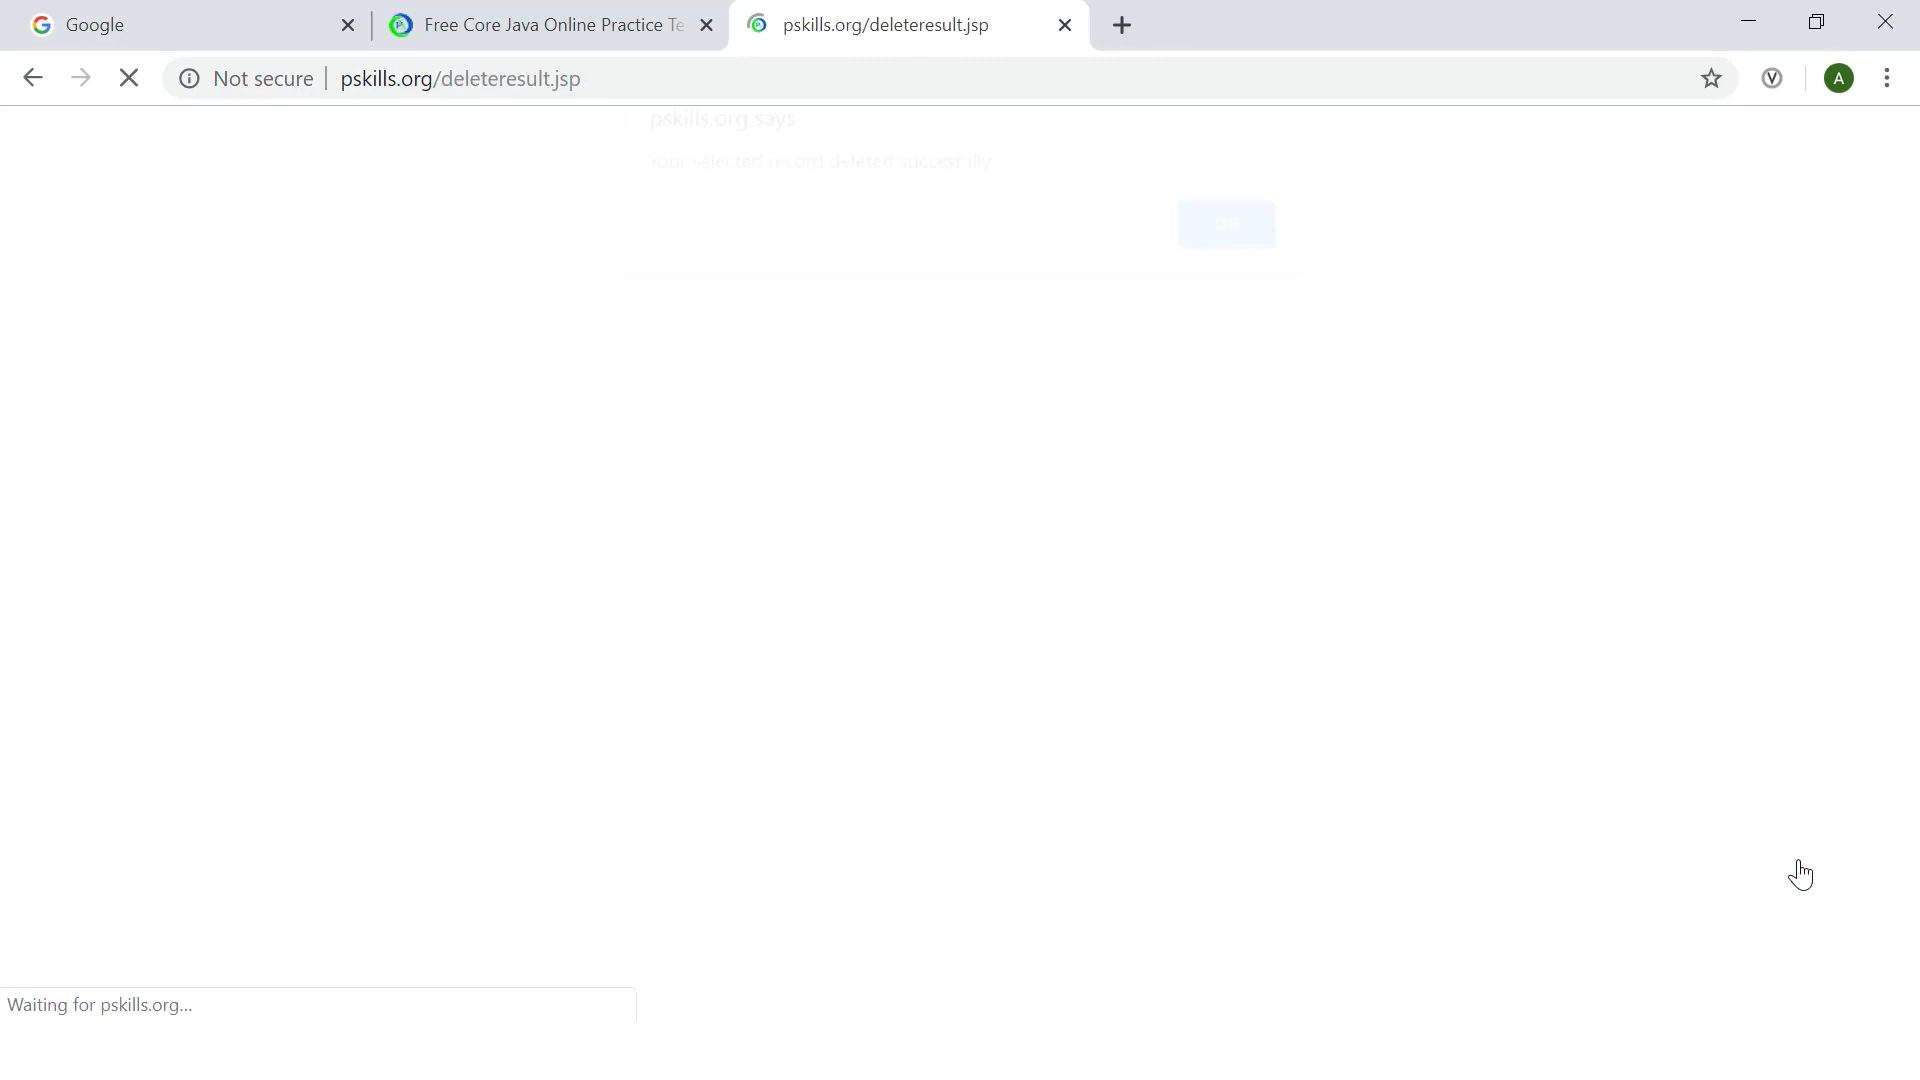 Google
Free Core Java Online Practice Te
pskills.org/deleteresult.jsp
Not secure
pskills.org/deleteresult.jsp
A
pskills.org says
Your selected record deleted succesfully
OK
Waiting for pskills.org...